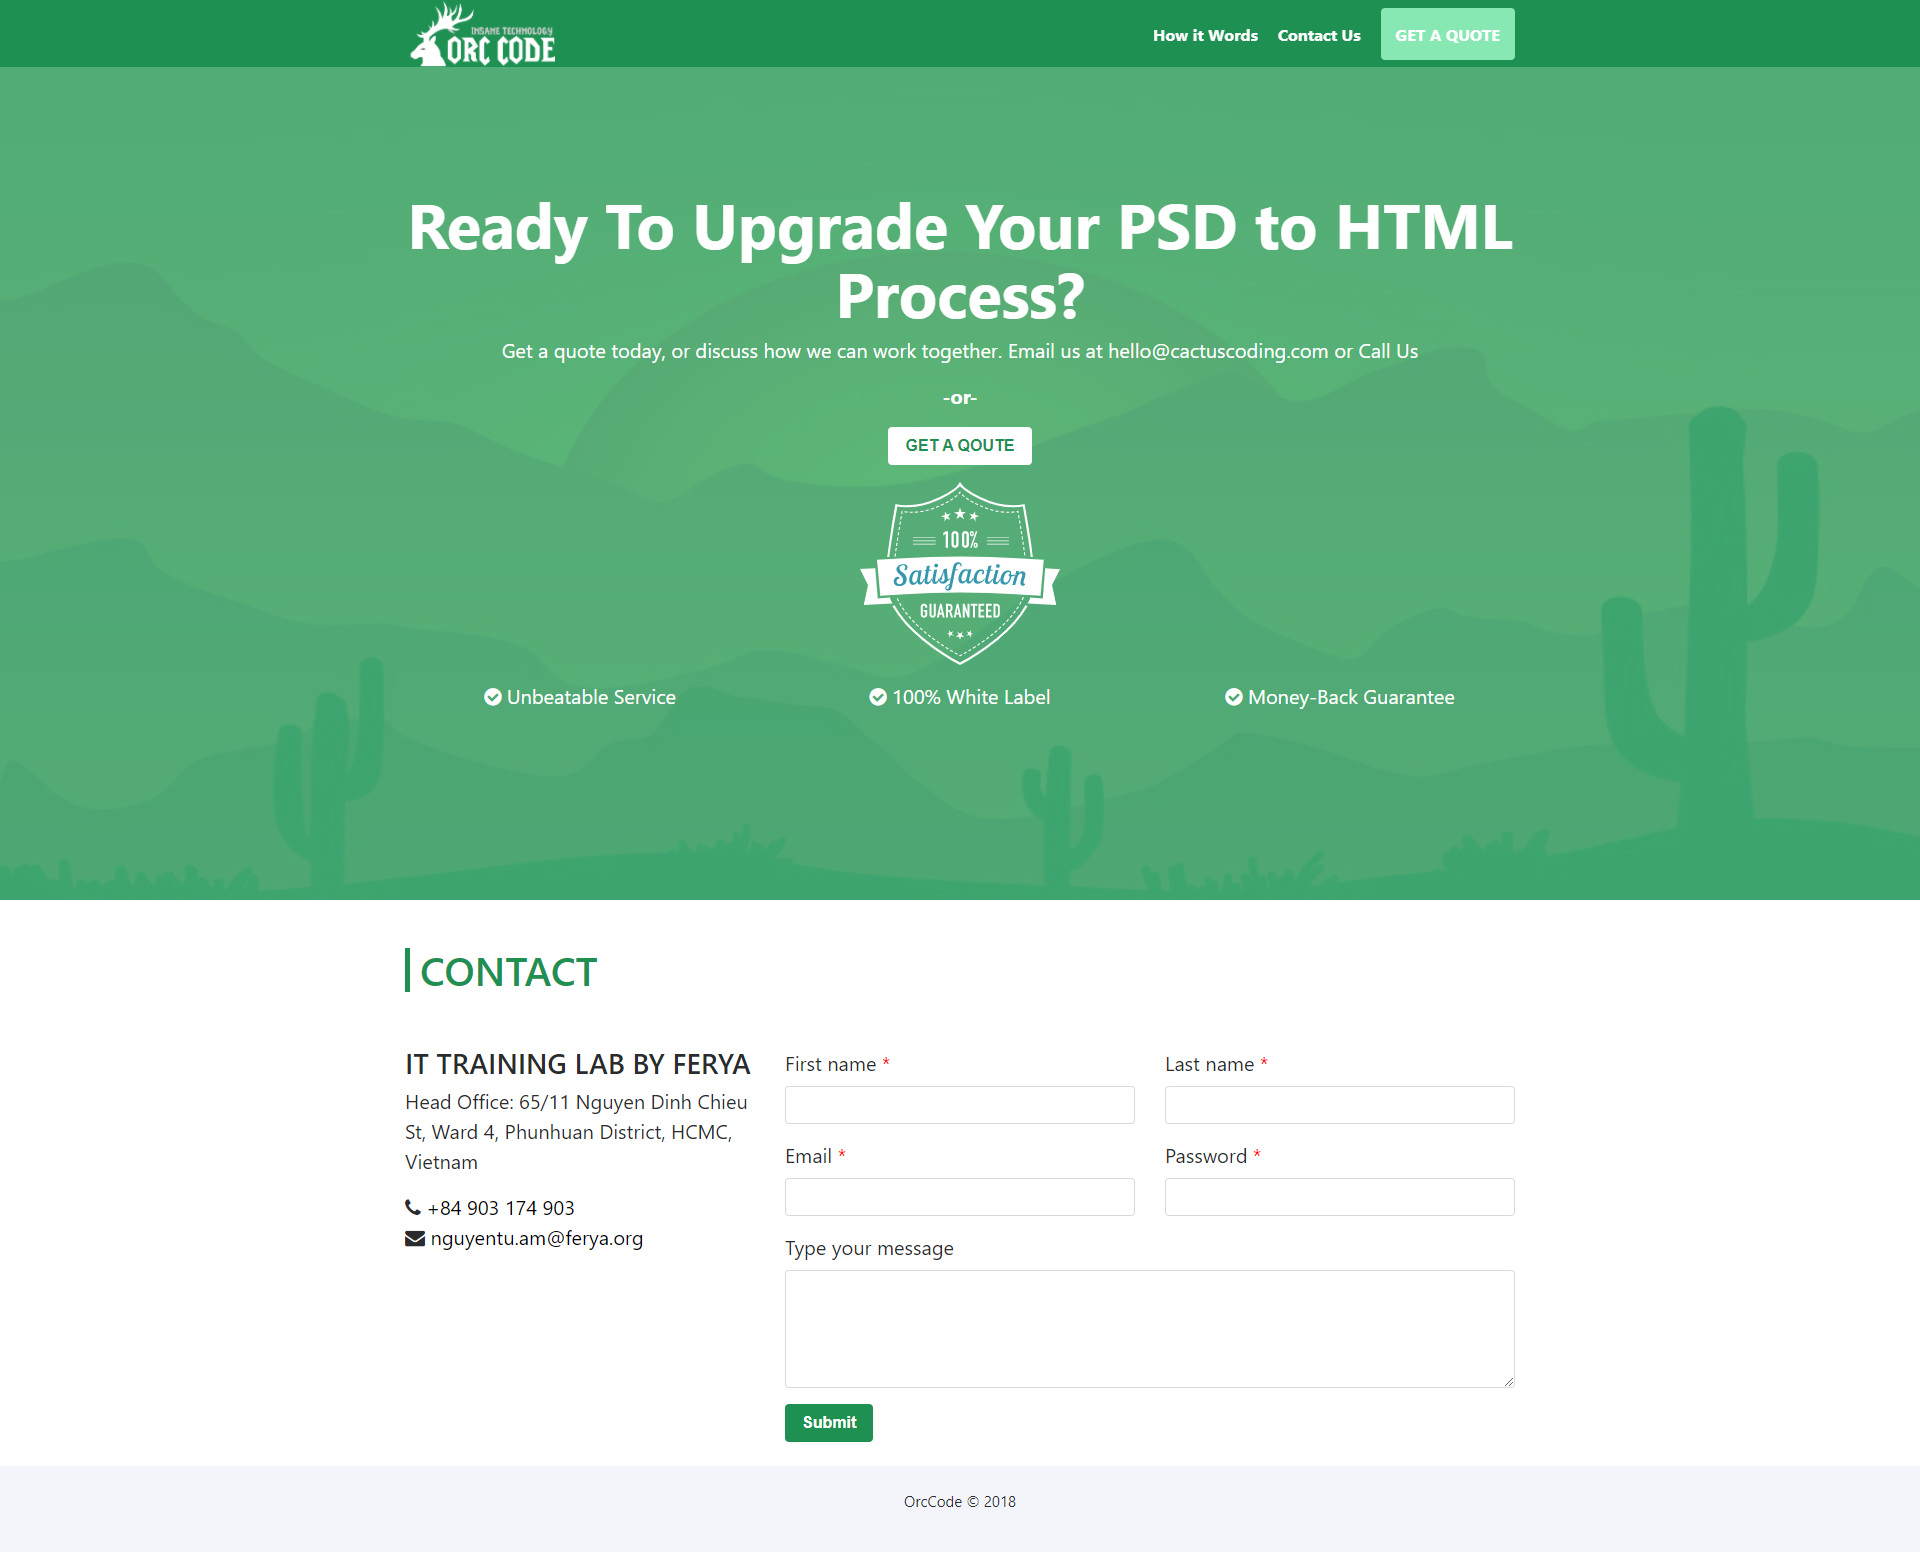 INSANE TECHNOLOGY
ORC CODE
How it Words Contact Us GET A QUOTE
Ready To Upgrade Your PSD to HTML
Process?
Get a quote today, or discuss how we can work together. Email us at hello@cactuscoding.com or Call Us
-or-
GET A QOUTE
100%
Satisfaction
GUARANTEED
Unbeatable Service 100% White Label Money-Back Guarantee
CONTACT
IT TRAINING LAB BY FERYA
Head Office: 65/11 Nguyen Dinh Chieu
St, Ward 4, Phunhuan District, HCMC,
Vietnam
+84 903 174 903
nguyentu.am@ferya.org
First name * Last name *
Email * Password *
Type your message
Submit
OrcCode © 2018